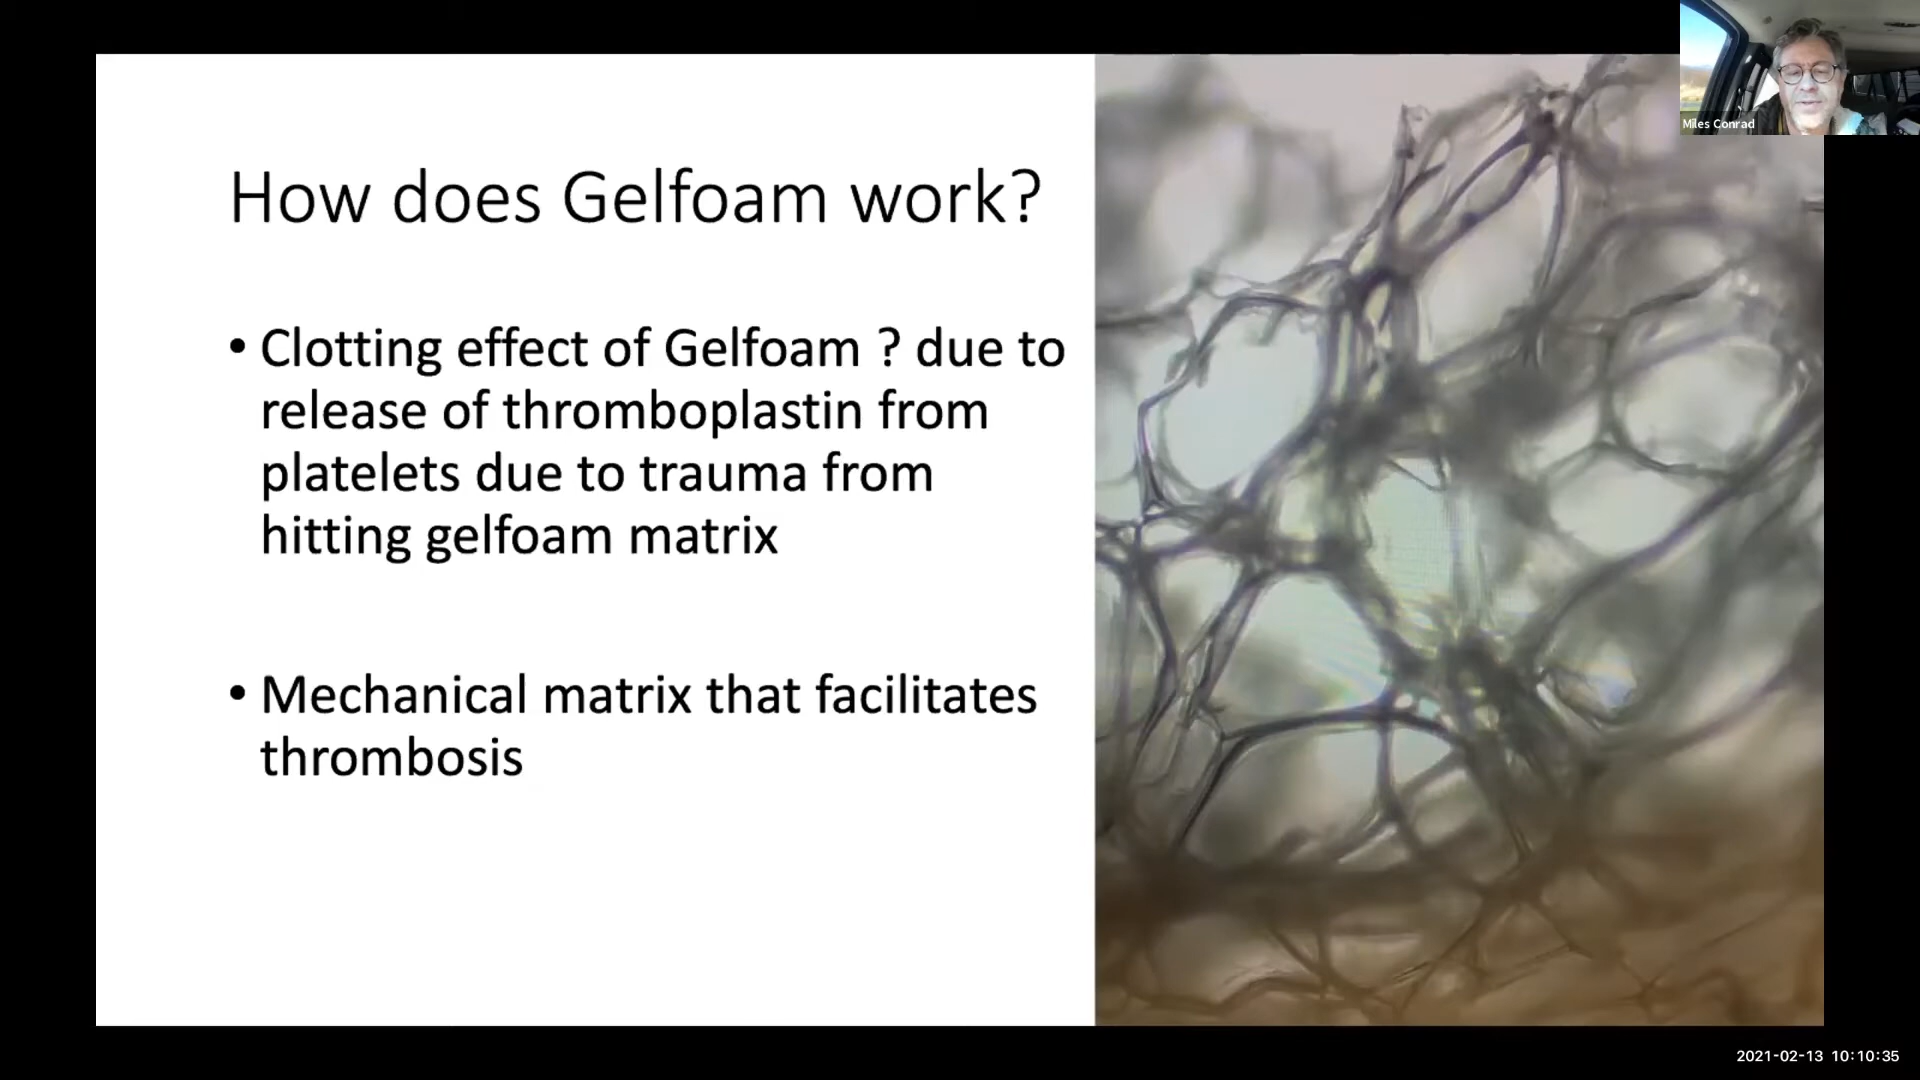 Miles Conrad
How does Gelfoam work?
• Clotting effect of Gelfoam ? due to
release of thromboplastin from
platelets due to trauma from
hitting gelfoam matrix
• Mechanical matrix that facilitates
thrombosis
2021-02-13 10:10:35